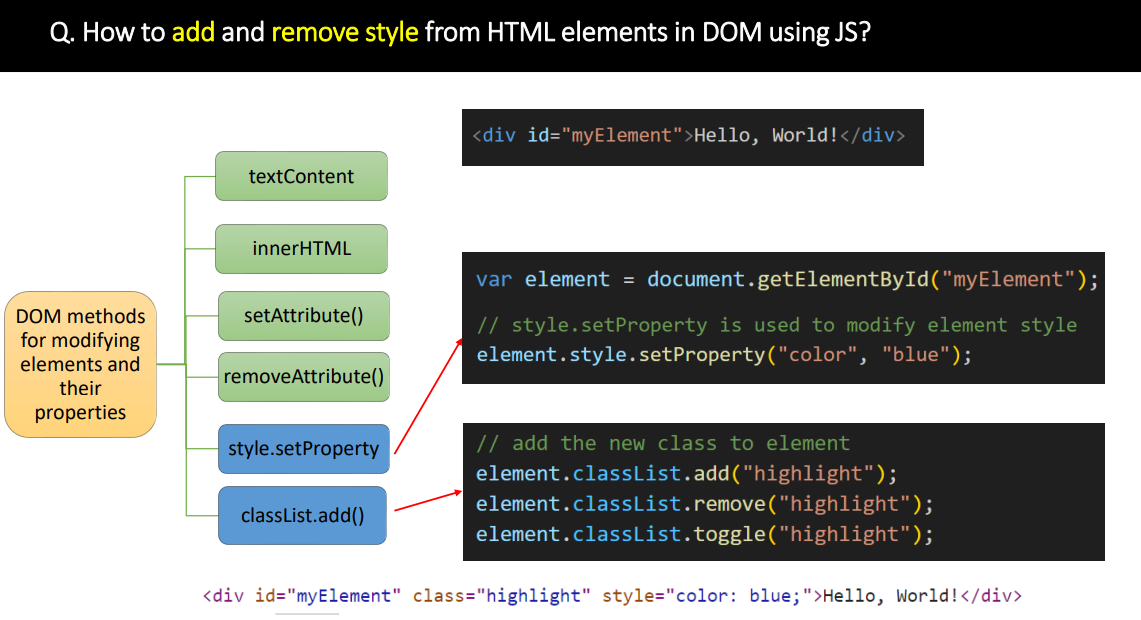 Q. How to add and remove style from HTML elements in DOM using JS?
<div id="myElement">Hello, World!</div>
textContent
innerHTML
setAttribute()
removeAttribute()
style.setProperty
classList.add()
DOM methods
for modifying
elements and
their
properties
var element = document.getElementById("myElement");
// style.setProperty is used to modify element style
element.style.setProperty("color", "blue");
// add the new class to element
element.classList.add("highlight");
element.classList.remove("highlight");
element.classList.toggle("highlight");
<div id="myElement" class="highlight" style="color: blue;">Hello, World!</div>